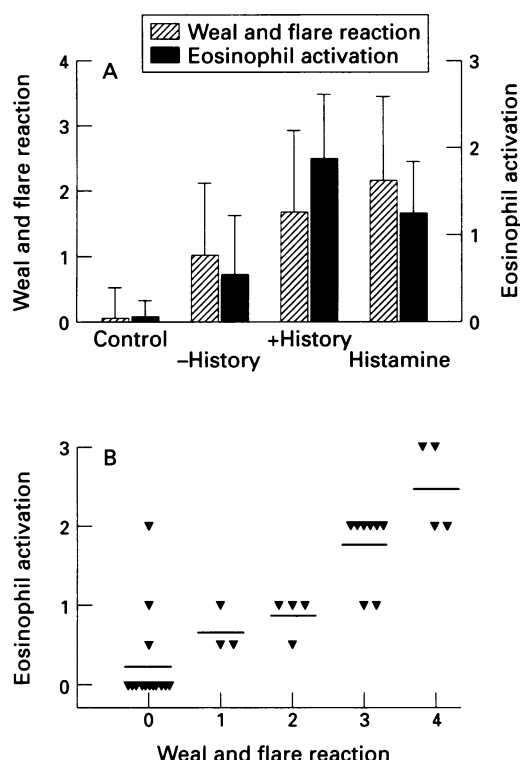 Weal and flare reaction
Eosinophil activation
A
Weal and flare reaction
4
3
2
1
0
Eosinophil activation
3
2
1
0
Control
–History
+History
Histamine
B
Eosinophil activation
3
2
1
0
0 1 2 3 4
Weal and flare reaction